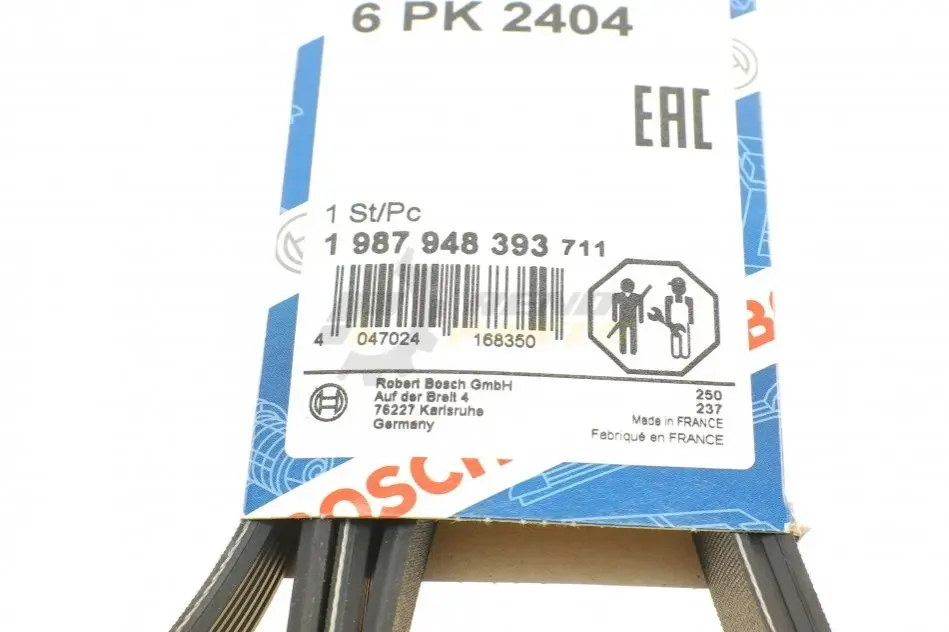 6 PK 2404
EAC
1 St/Pc
1 987 948 393 711
4 047024 168350
Robert Bosch GmbH
Auf der Breit 4
76227 Karlsruhe
Germany
250
237
Made in FRANCE
Fabriqué en FRANCE
BOSCH
BO